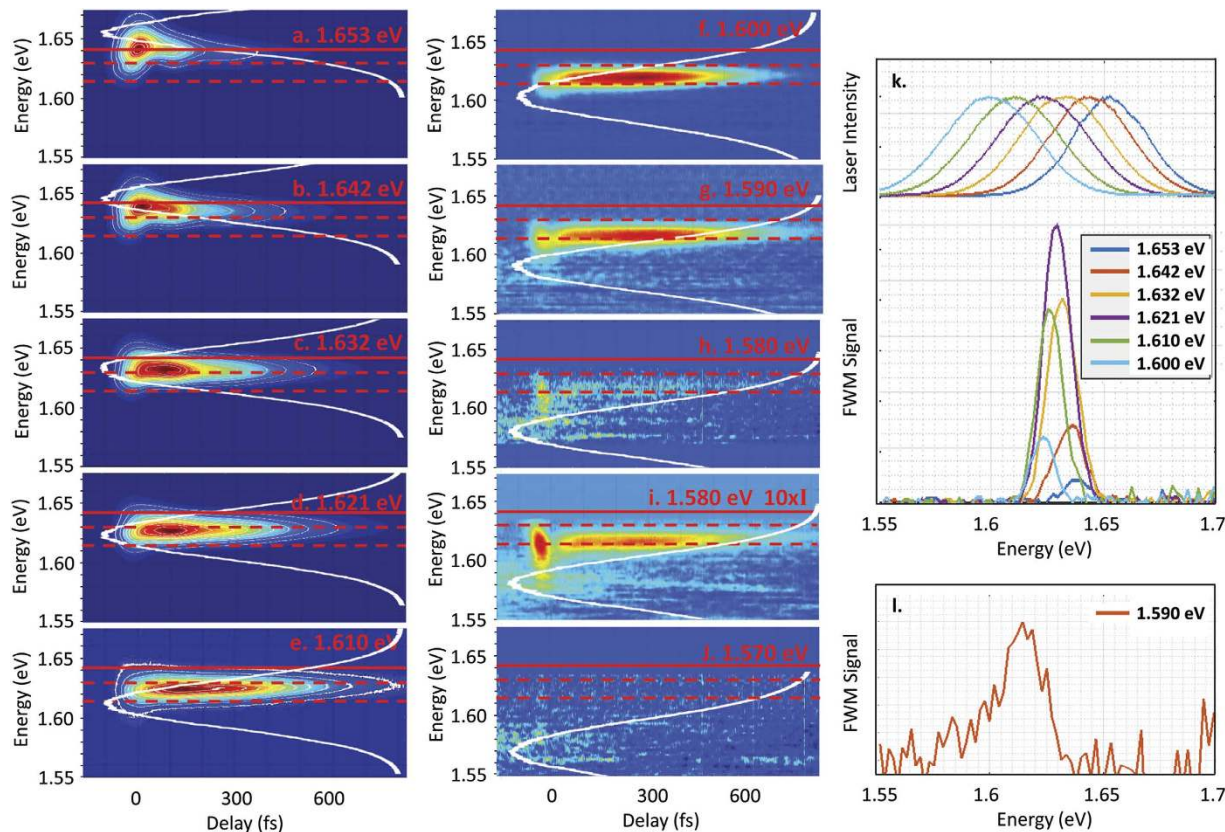 a. 1.653 eV
Energy (eV)
1.65
1.60
1.55
b. 1.642 eV
Energy (eV)
1.65
1.60
1.55
c. 1.632 eV
Energy (eV)
1.65
1.60
1.55
d. 1.621 eV
Energy (eV)
1.65
1.60
1.55
e. 1.610 eV
Energy (eV)
1.65
1.60
1.55
0 300 600
Delay (fs)
f. 1.600 eV
Energy (eV)
1.65
1.60
1.55
g. 1.590 eV
Energy (eV)
1.65
1.60
1.55
h. 1.580 eV
Energy (eV)
1.65
1.60
1.55
i. 1.580 eV 10xI
Energy (eV)
1.65
1.60
1.55
J. 1.570 eV
Energy (eV)
1.65
1.60
1.55
0 300 600
Delay (fs)
k.
Laser Intensity
FWM Signal
1.653 eV
1.642 eV
1.632 eV
1.621 eV
1.610 eV
1.600 eV
1.55 1.6 1.65 1.7
Energy (eV)
l.
1.590 eV
FWM Signal
1.55 1.6 1.65 1.7
Energy (eV)